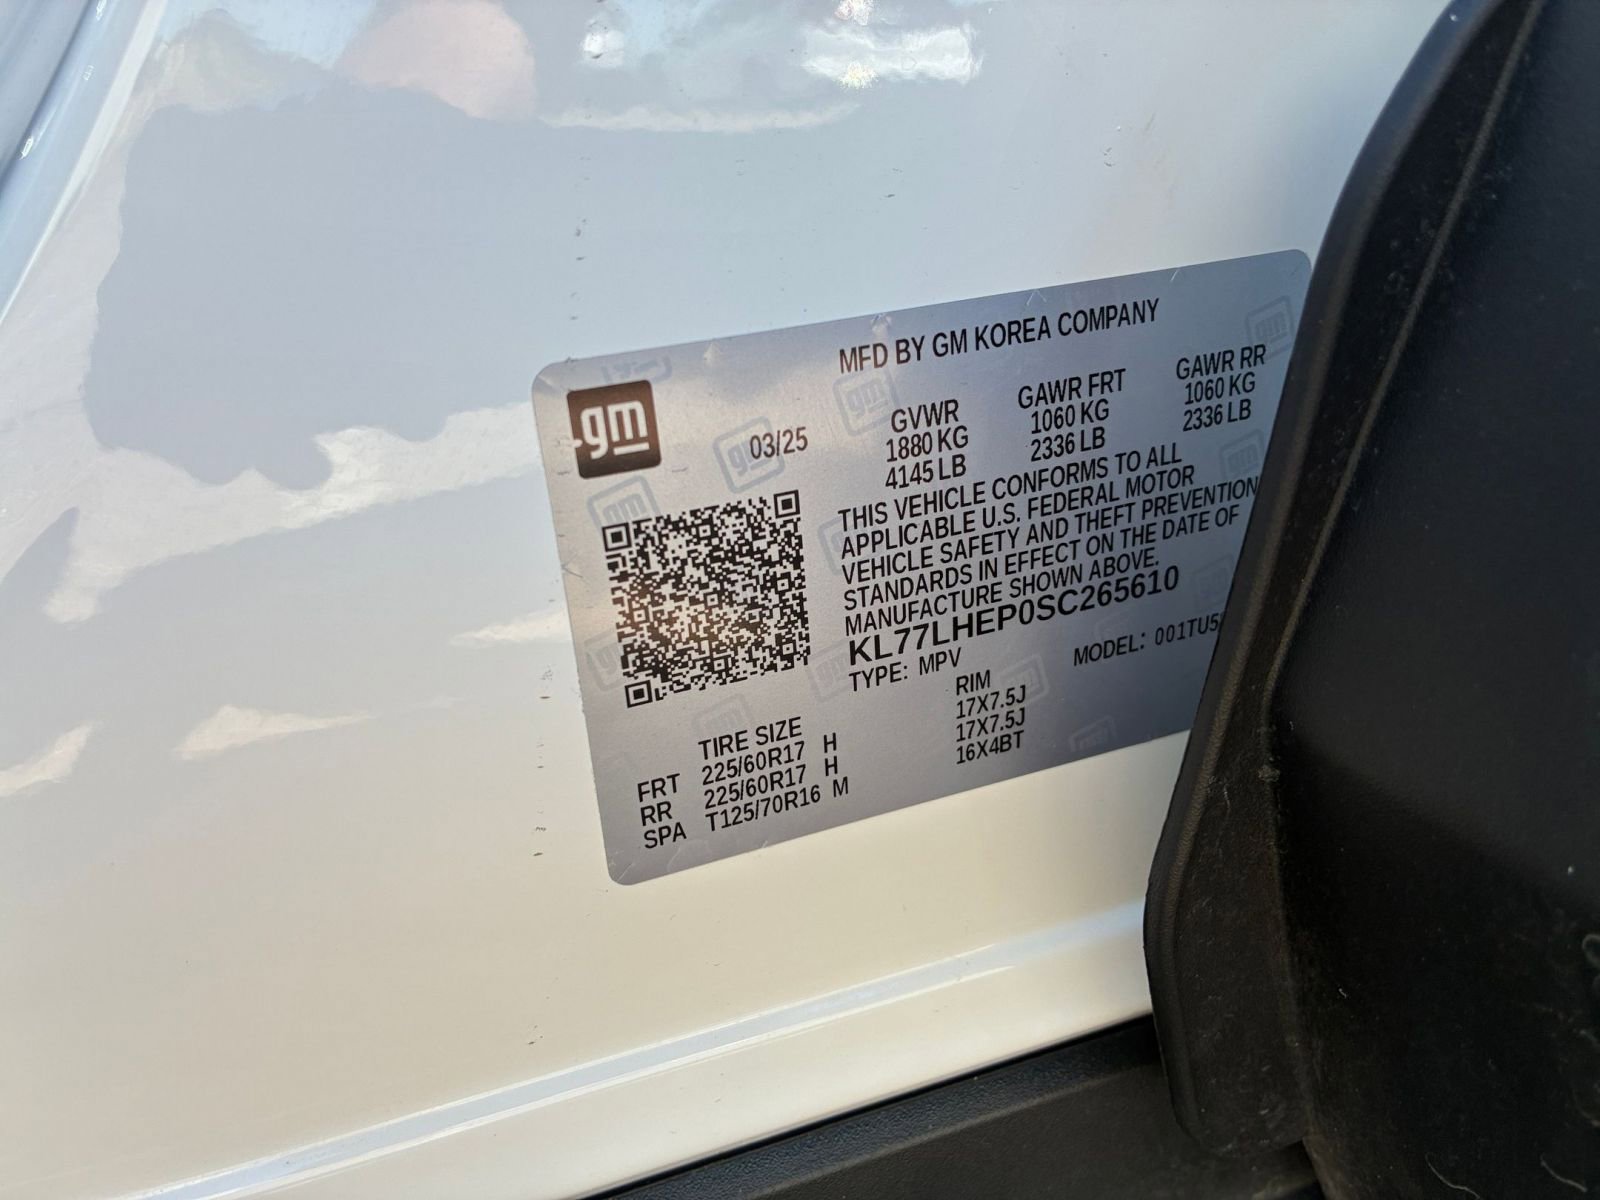 MFD BY GM KOREA COMPANY
gm
03/25
GVWR GAWR FRT GAWR RR
1880 KG 1060 KG 1060 KG
4145 LB 2336 LB 2336 LB
THIS VEHICLE CONFORMS TO ALL
APPLICABLE U.S. FEDERAL MOTOR
VEHICLE SAFETY AND THEFT PREVENTION
STANDARDS IN EFFECT ON THE DATE OF
MANUFACTURE SHOWN ABOVE.
KL77LHEP0SC265610
TYPE: MPV MODEL: 001TU5
TIRE SIZE RIM
FRT 225/60R17 H 17X7.5J
RR 225/60R17 H 17X7.5J
SPA T125/70R16 M 16X4BT